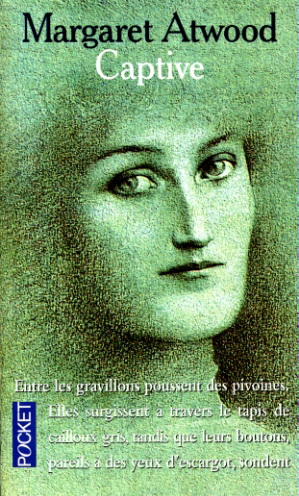 Margaret Atwood
Captive
Entre les gravillons poussent des pivoines.
Elles surgissent a travers le tapis de
cailloux gris, tandis que leurs boutons,
pareils a des yeux d'escargot, sondent
POCKET